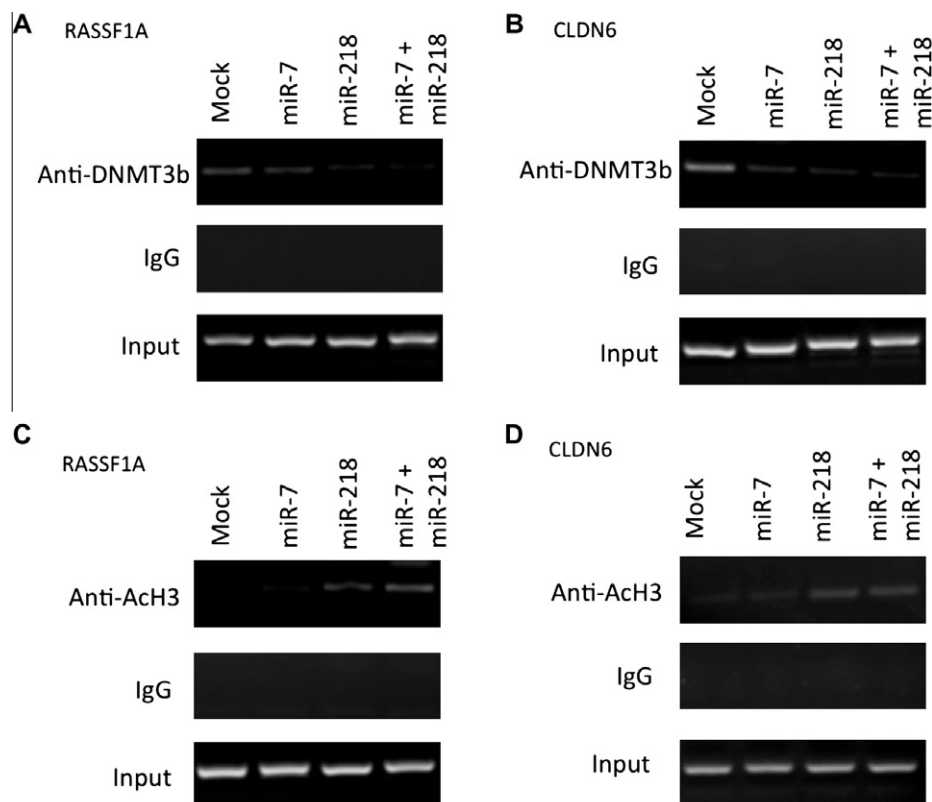 A RASSF1A
Mock
miR-7
miR-218
miR-7 +
miR-218
Anti-DNMT3b
IgG
Input
B CLDN6
Mock
miR-7
miR-218
miR-7 +
miR-218
Anti-DNMT3b
IgG
Input
C RASSF1A
Mock
miR-7
miR-218
miR-7 +
miR-218
Anti-AcH3
IgG
Input
D CLDN6
Mock
miR-7
miR-218
miR-7 +
miR-218
Anti-AcH3
IgG
Input